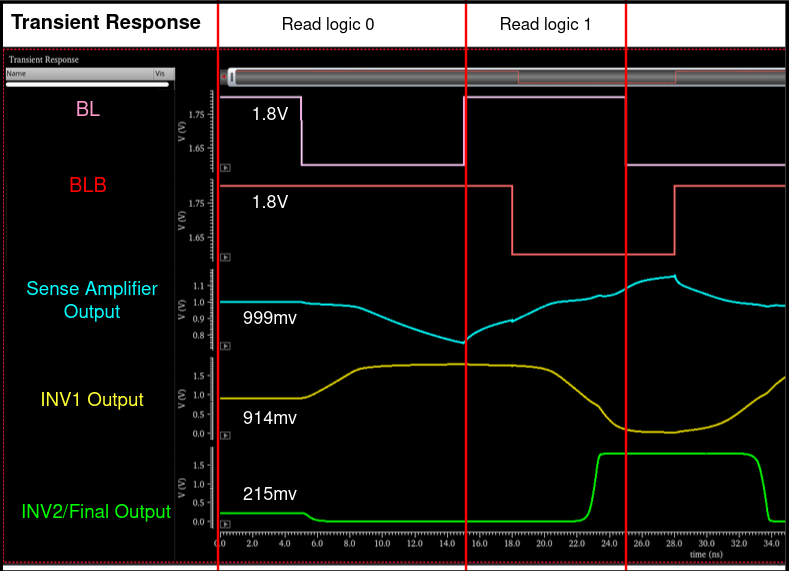 Transient Response
Read logic 0
Read logic 1
Transient Response
Name
Vis
BL
1.8V
V (V)
1.75
1.65
BLB
1.8V
V (V)
1.75
1.65
Sense Amplifier
Output
999mv
V (V)
1.1
1.0
0.9
0.8
INV1 Output
914mv
V (V)
1.5
1.0
0.5
0.0
INV2/Final Output
215mv
V (V)
1.5
1.0
0.5
0.0
0.0 2.0 4.0 6.0 8.0 10.0 12.0 14.0 16.0 18.0 20.0 22.0 24.0 26.0 28.0 30.0 32.0 34.0
time (ns)